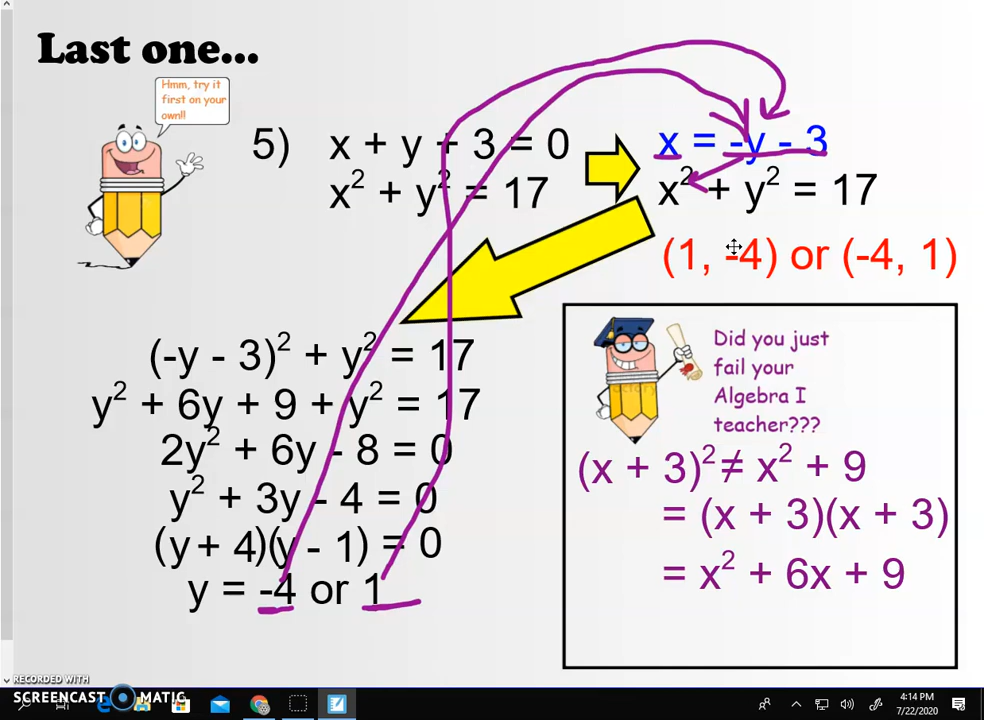 Last one...
Hmm, try it
first on your
own!!
5) x + y + 3 = 0
x² + y² = 17
x = -y - 3
x² + y² = 17
(1, -4) or (-4, 1)
(-y - 3)² + y² = 17
y² + 6y + 9 + y² = 17
2y² + 6y - 8 = 0
y² + 3y - 4 = 0
(y + 4)(y - 1) = 0
y = -4 or 1
Did you just
fail your
Algebra I
teacher???
(x + 3)² ≠ x² + 9
= (x + 3)(x + 3)
= x² + 6x + 9
RECORDED WITH
SCREENCAST MATIC
4:14 PM
7/22/2020